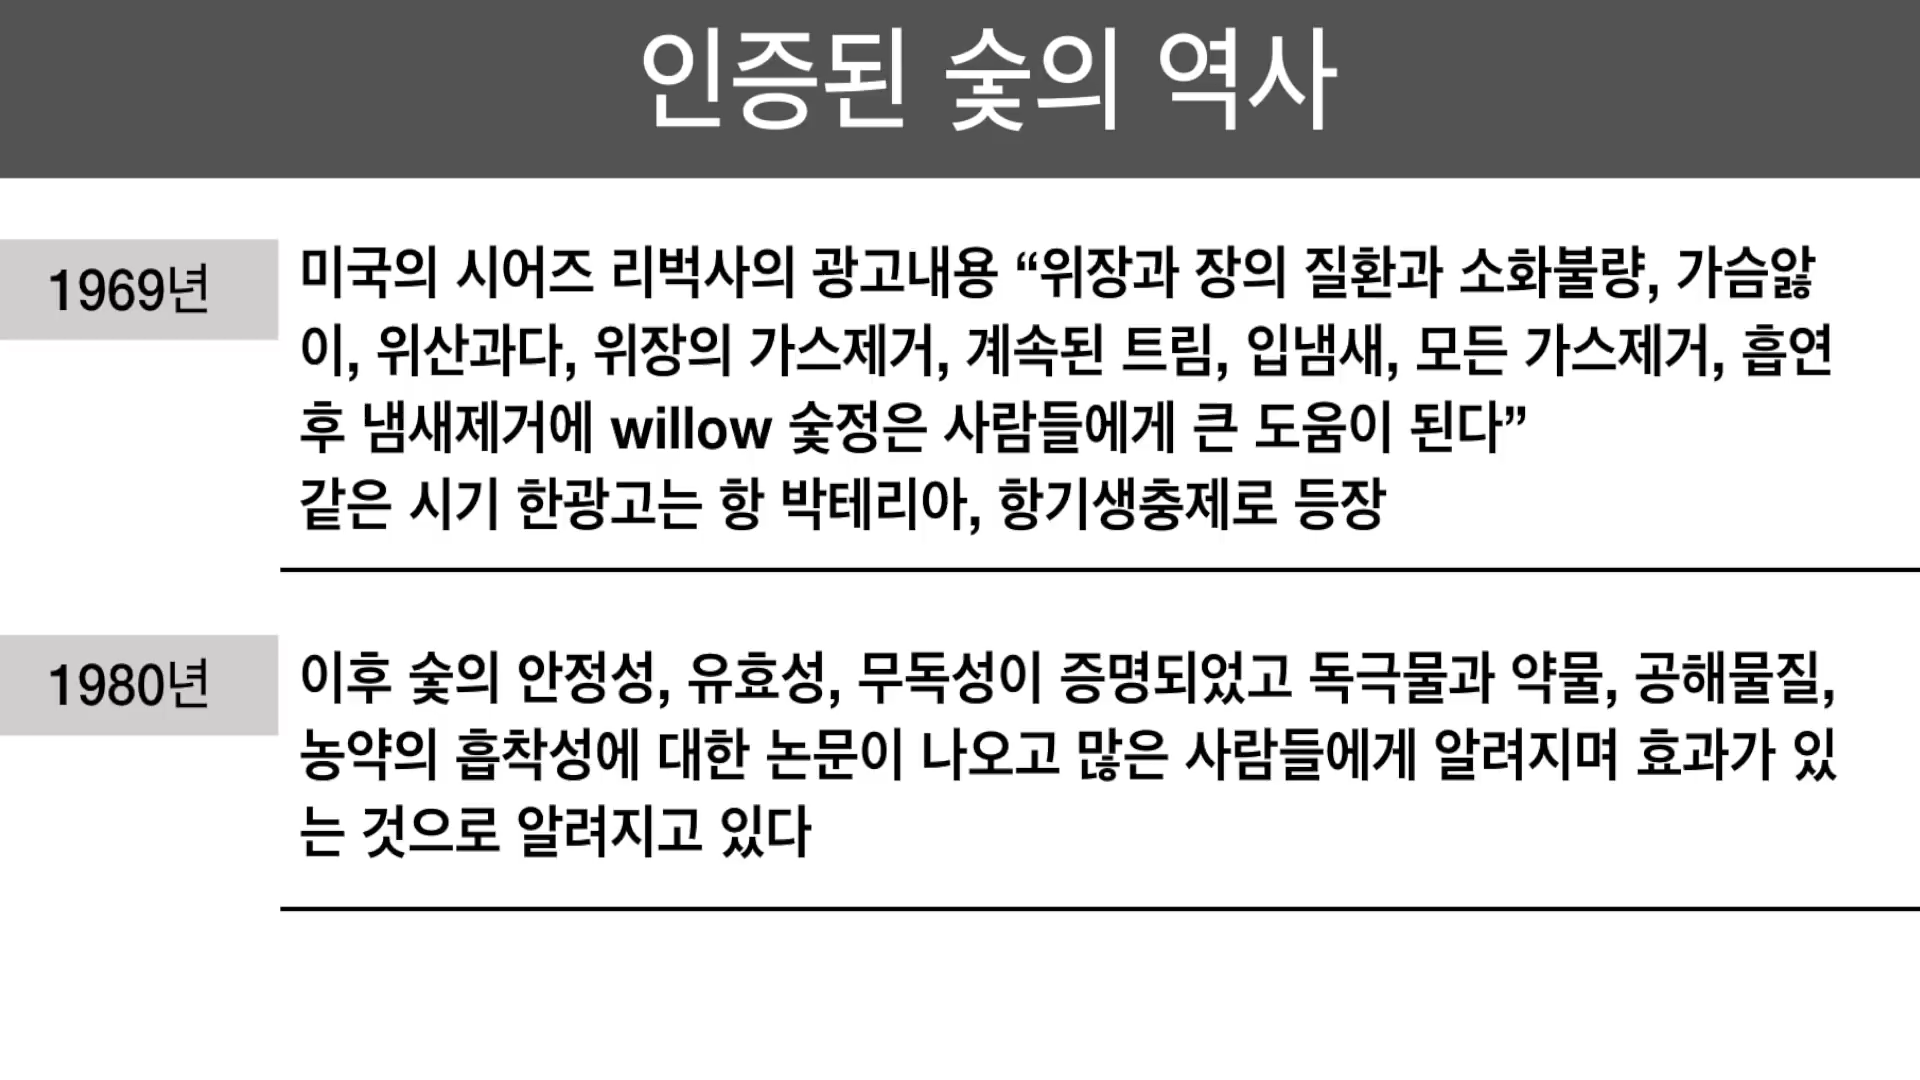 인증된 숯의 역사
1969년
미국의 시어즈 리벅사의 광고내용 “위장과 장의 질환과 소화불량, 가슴앓
이, 위산과다, 위장의 가스제거, 계속된 트림, 입냄새, 모든 가스제거, 흡연
후 냄새제거에 willow 숯정은 사람들에게 큰 도움이 된다”
같은 시기 한광고는 항 박테리아, 항기생충제로 등장
1980년
이후 숯의 안정성, 유효성, 무독성이 증명되었고 독극물과 약물, 공해물질,
농약의 흡착성에 대한 논문이 나오고 많은 사람들에게 알려지며 효과가 있
는 것으로 알려지고 있다